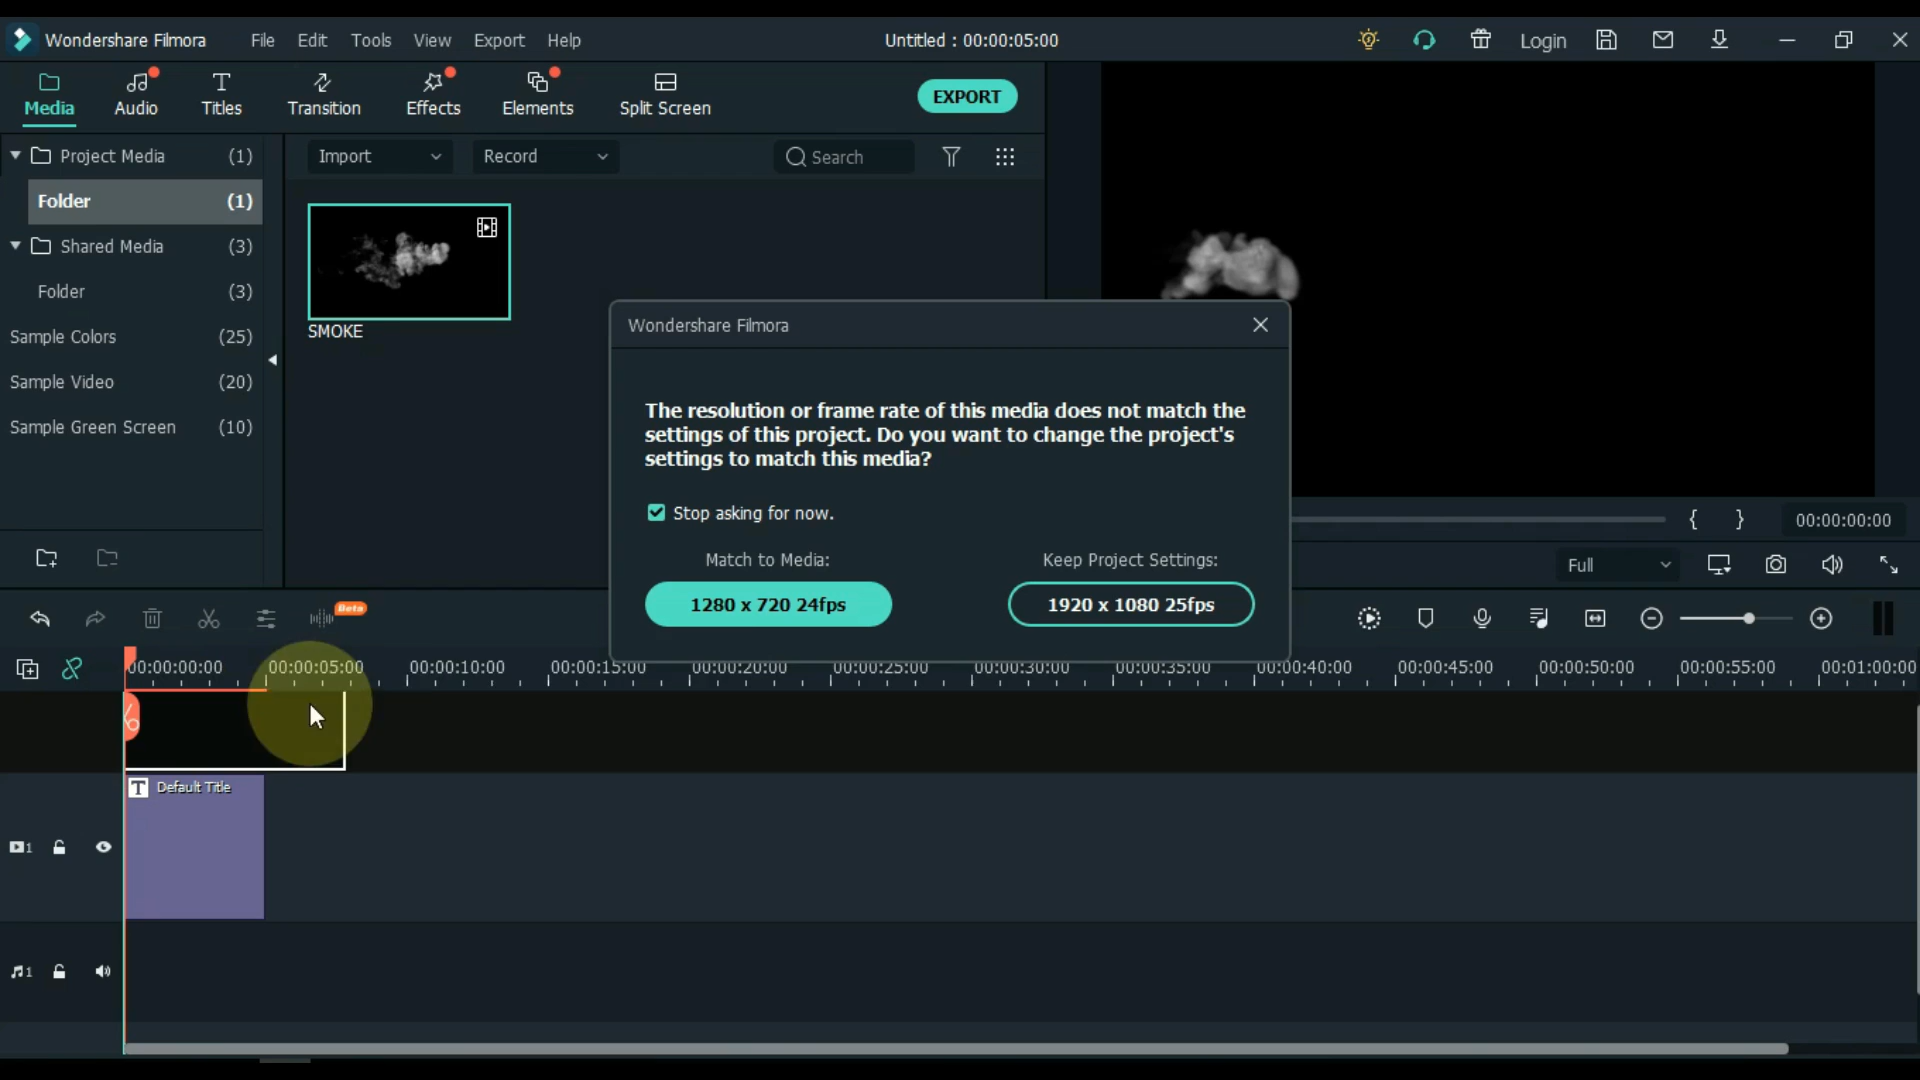 Wondershare Filmora
File Edit Tools View Export Help
Untitled : 00:00:05:00
Login
Media
Audio
Titles
Transition
Effects
Elements
Split Screen
EXPORT
Project Media (1)
Folder (1)
Shared Media (3)
Folder (3)
Sample Colors (25)
Sample Video (20)
Sample Green Screen (10)
Import
Record
Search
SMOKE
Wondershare Filmora
The resolution or frame rate of this media does not match the
settings of this project. Do you want to change the project's
settings to match this media?
Stop asking for now.
Match to Media:
1280 x 720 24fps
Keep Project Settings:
1920 x 1080 25fps
{ } 00:00:00:00
Full
Beta
00:00:00:00 00:00:05:00 00:00:10:00 00:00:15:00 00:00:20:00 00:00:25:00 00:00:30:00 00:00:35:00 00:00:40:00 00:00:45:00 00:00:50:00 00:00:55:00 00:01:00:00
T Default Title
1
1